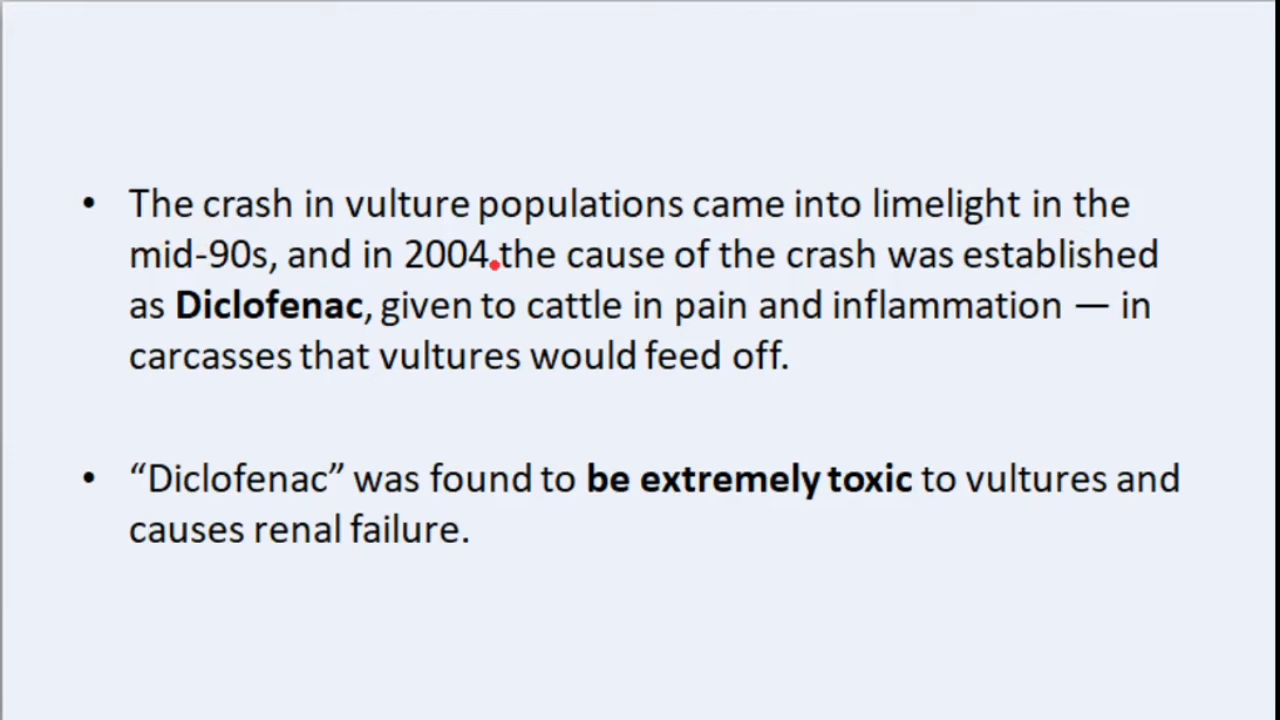 • The crash in vulture populations came into limelight in the
mid-90s, and in 2004 the cause of the crash was established
as Diclofenac, given to cattle in pain and inflammation — in
carcasses that vultures would feed off.
• “Diclofenac” was found to be extremely toxic to vultures and
causes renal failure.